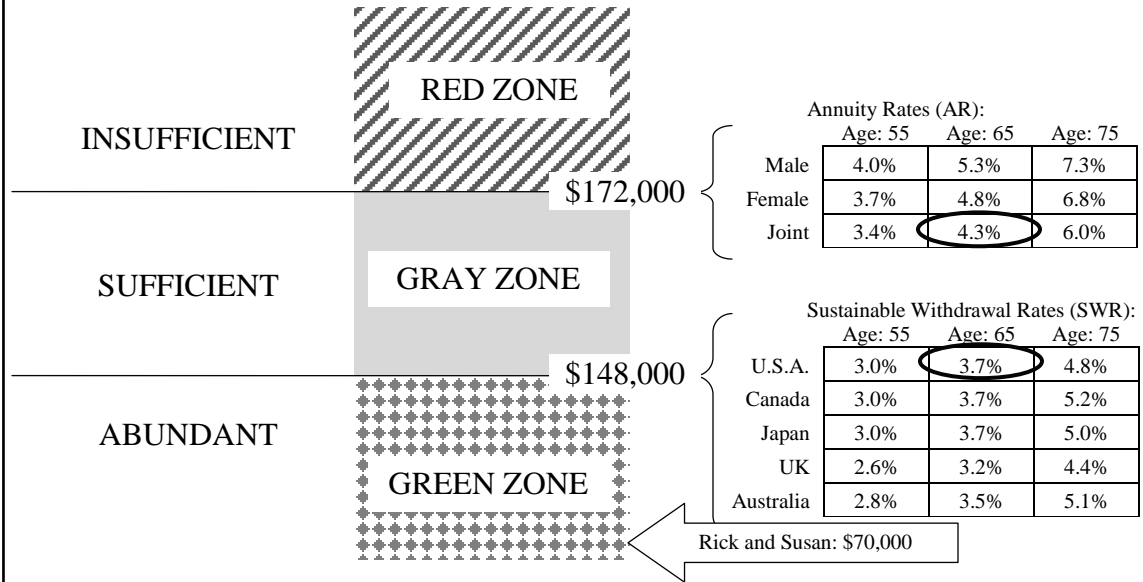 RED ZONE
INSUFFICIENT
$172,000
GRAY ZONE
SUFFICIENT
$148,000
ABUNDANT
GREEN ZONE
Annuity Rates (AR):
Age: 55 Age: 65 Age: 75
Male 4.0% 5.3% 7.3%
Female 3.7% 4.8% 6.8%
Joint 3.4% 4.3% 6.0%
Sustainable Withdrawal Rates (SWR):
Age: 55 Age: 65 Age: 75
U.S.A. 3.0% 3.7% 4.8%
Canada 3.0% 3.7% 5.2%
Japan 3.0% 3.7% 5.0%
UK 2.6% 3.2% 4.4%
Australia 2.8% 3.5% 5.1%
Rick and Susan: $70,000